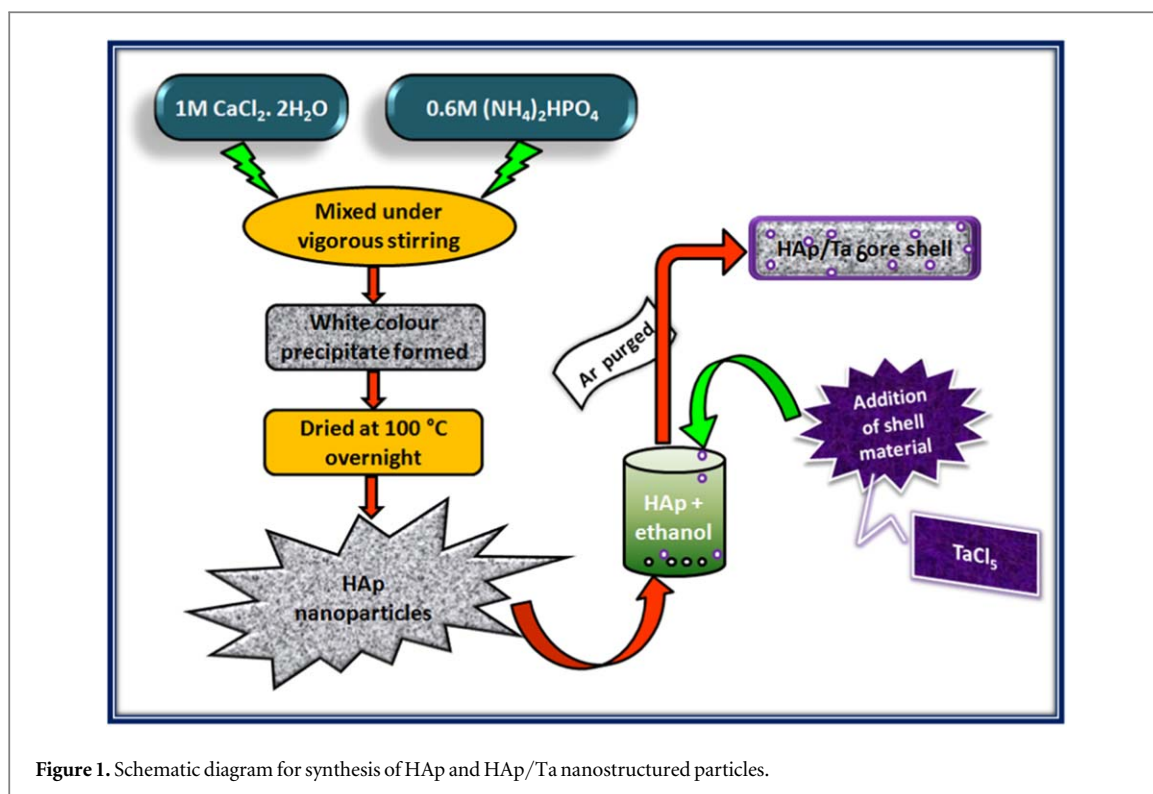 1M CaCl₂. 2H₂O
0.6M (NH₄)₂HPO₄
Mixed under
vigorous stirring
White colour
precipitate formed
Dried at 100 °C
overnight
HAp
nanoparticles
HAp +
ethanol
Ar purged
HAp/Ta core shell
Addition
of shell
material
TaCl₅
Figure 1. Schematic diagram for synthesis of HAp and HAp/Ta nanostructured particles.